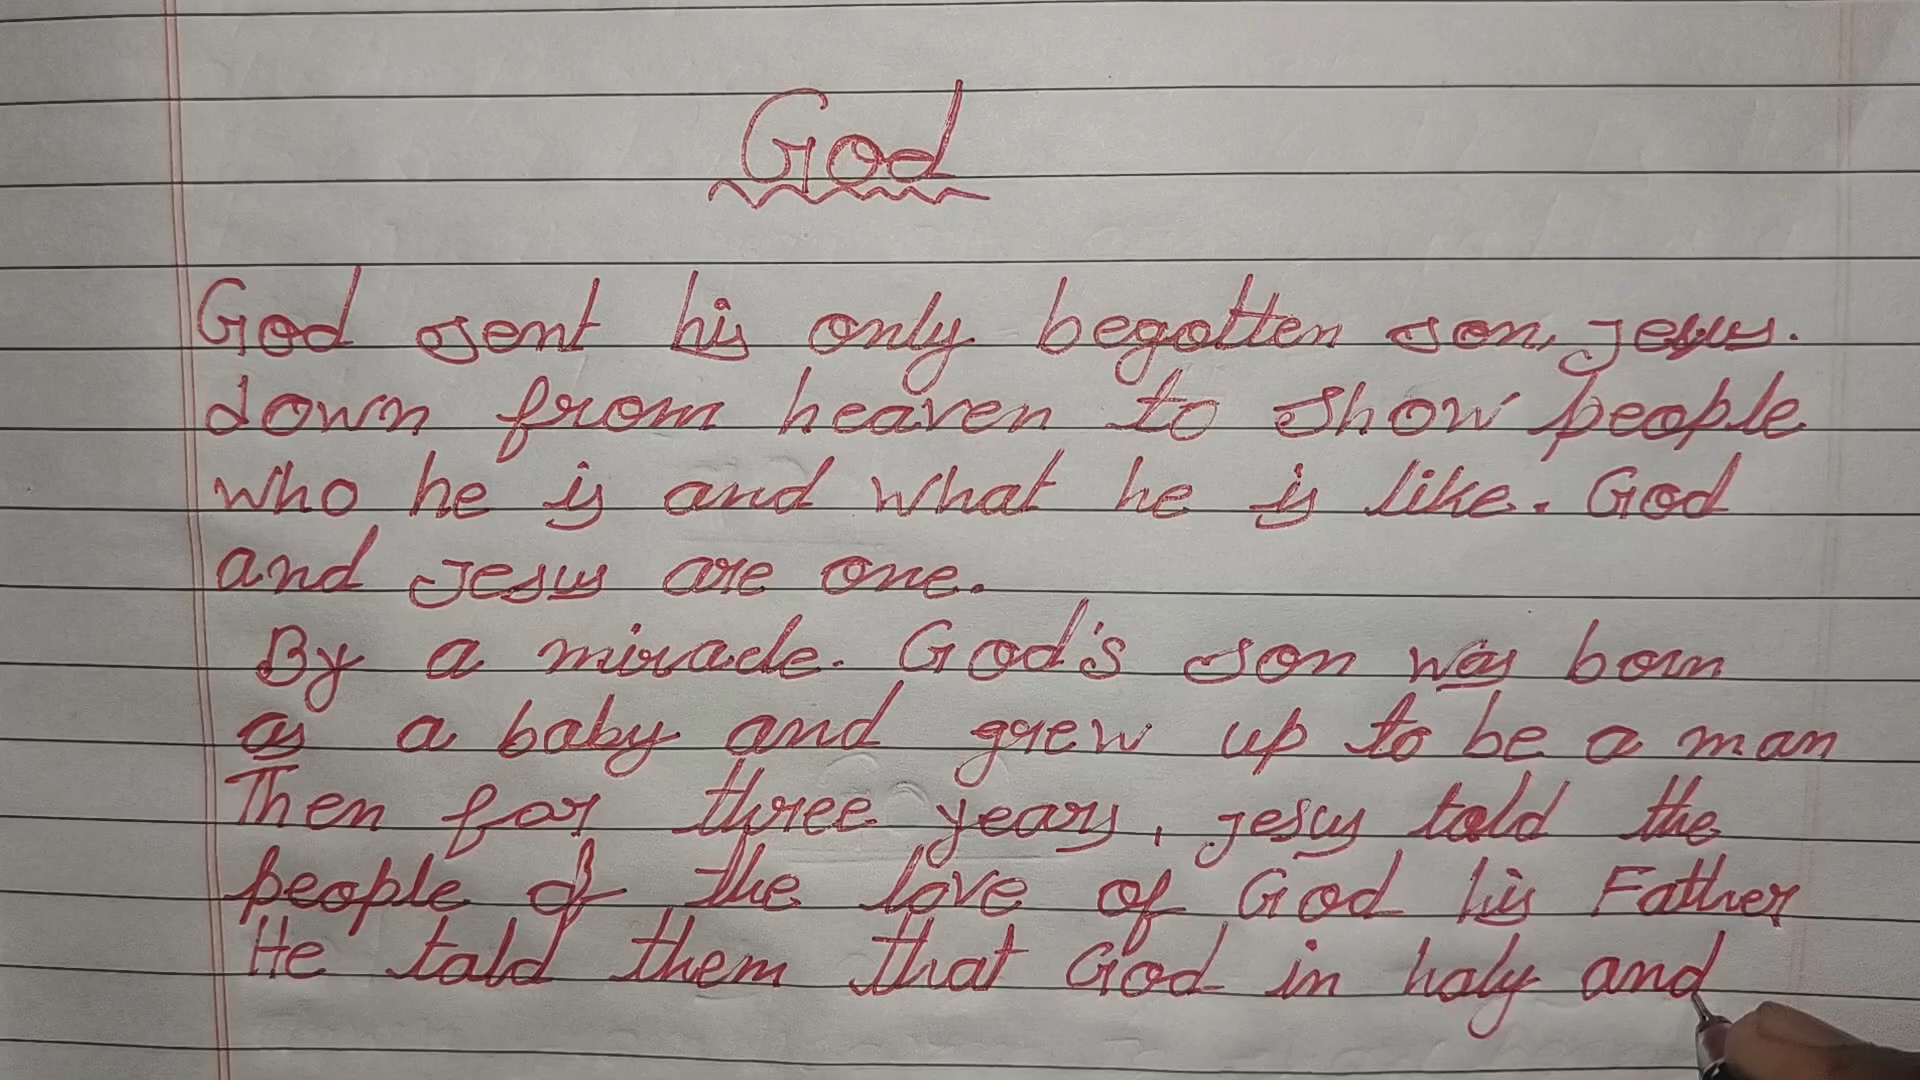 God
God sent his only begotten son, Jesus.
down from heaven to show people
who he is and what he is like. God
and Jesus are one.
By a miracle. God's son was born
as a baby and grew up to be a man
Then for three years, jesus told the
people of the love of God his Father
He told them that God in holy and